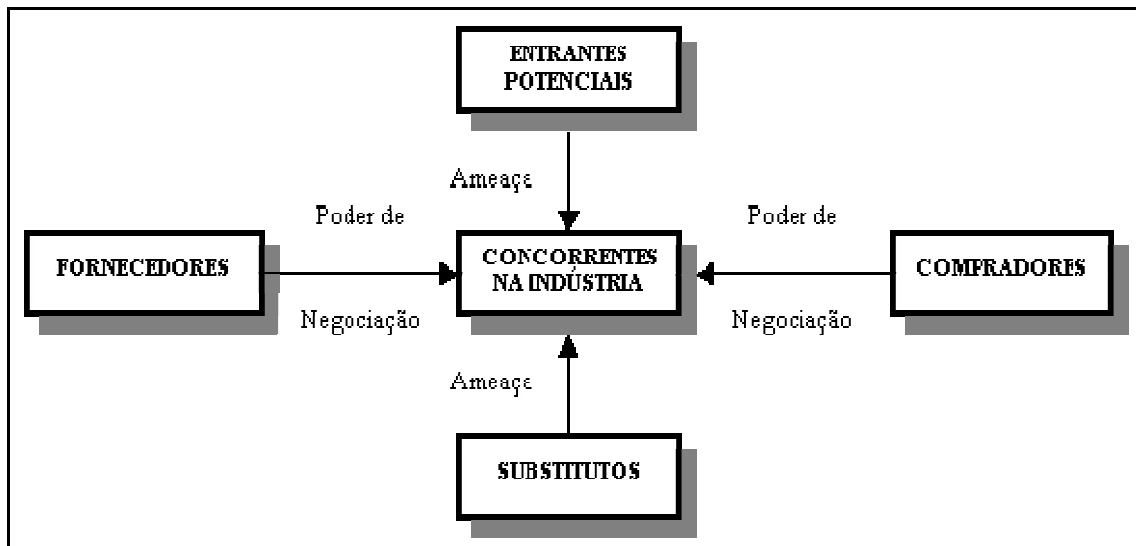 ENTRANTES
POTENCIAIS
Ameaça
Poder de
Poder de
FORNECEDORES
CONCORRENTES
NA INDÚSTRIA
COMPRADORES
Negociação
Negociação
Ameaça
SUBSTITUTOS